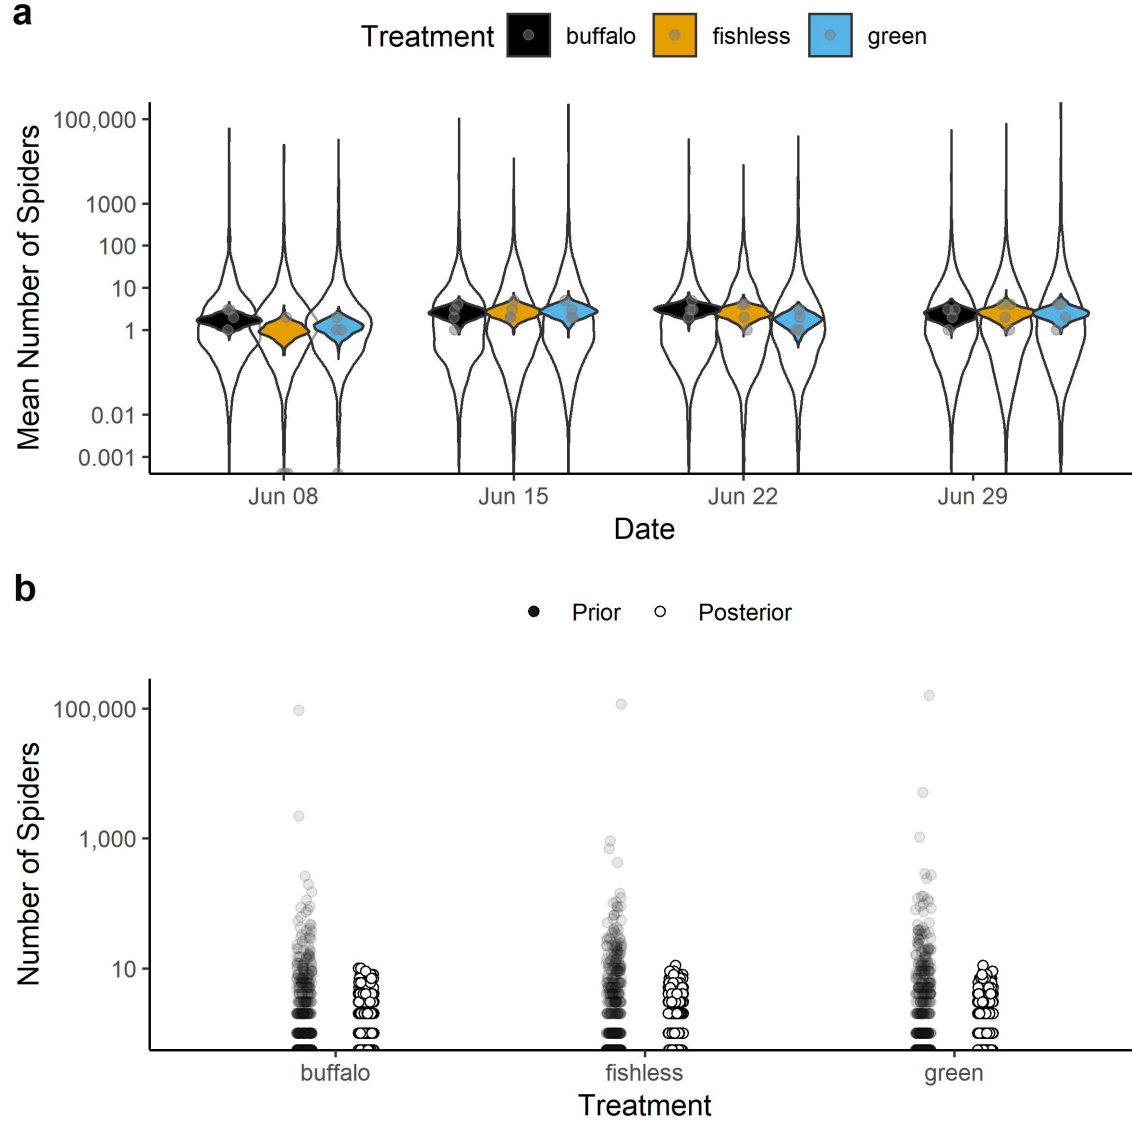 a
Treatment buffalo fishless green
Mean Number of Spiders
100,000
1000
100
10
1
0.01
0.001
Jun 08 Jun 15 Jun 22 Jun 29
Date
b
Prior Posterior
Number of Spiders
100,000
1,000
10
buffalo fishless green
Treatment